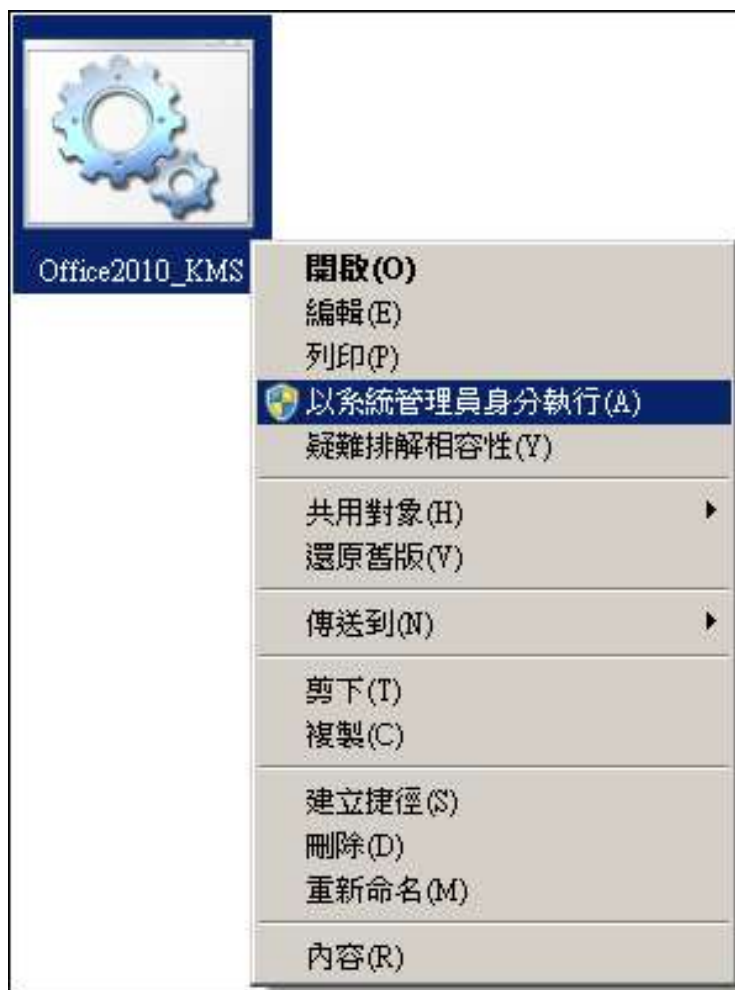 Office2010_KMS
開啟(O)
編輯(E)
列印(P)
以系統管理員身分執行(A)
疑難排解相容性(Y)
共用對象(H)
還原舊版(V)
傳送到(N)
剪下(T)
複製(C)
建立捷徑(S)
刪除(D)
重新命名(M)
內容(R)